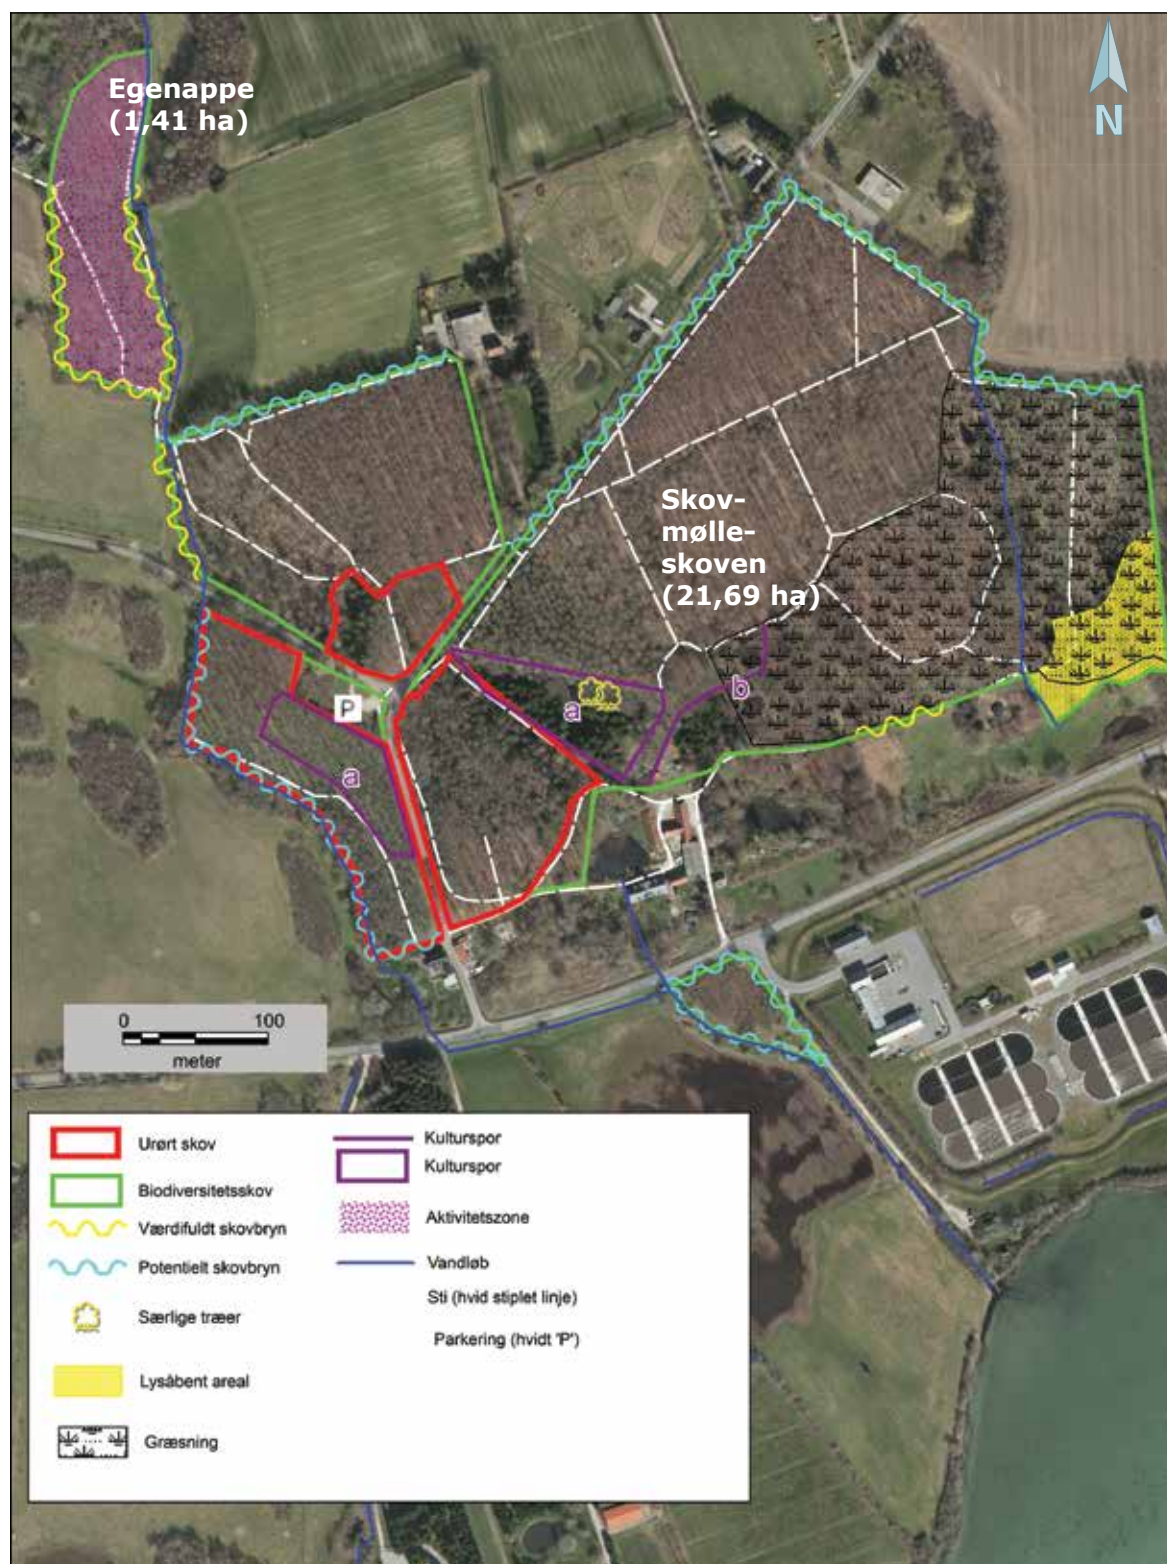 Egenappe
(1,41 ha)
N
Skov-
mølle-
skoven
(21,69 ha)
b
a
P
a
0 100
meter
Urørt skov
Biodiversitetsskov
Værdifuldt skovbryn
Potentielt skovbryn
Særlige træer
Lysåbent areal
Græsning
Kulturspor
Kulturspor
Aktivitetszone
Vandløb
Sti (hvid stiplet linje)
Parkering (hvidt 'P')